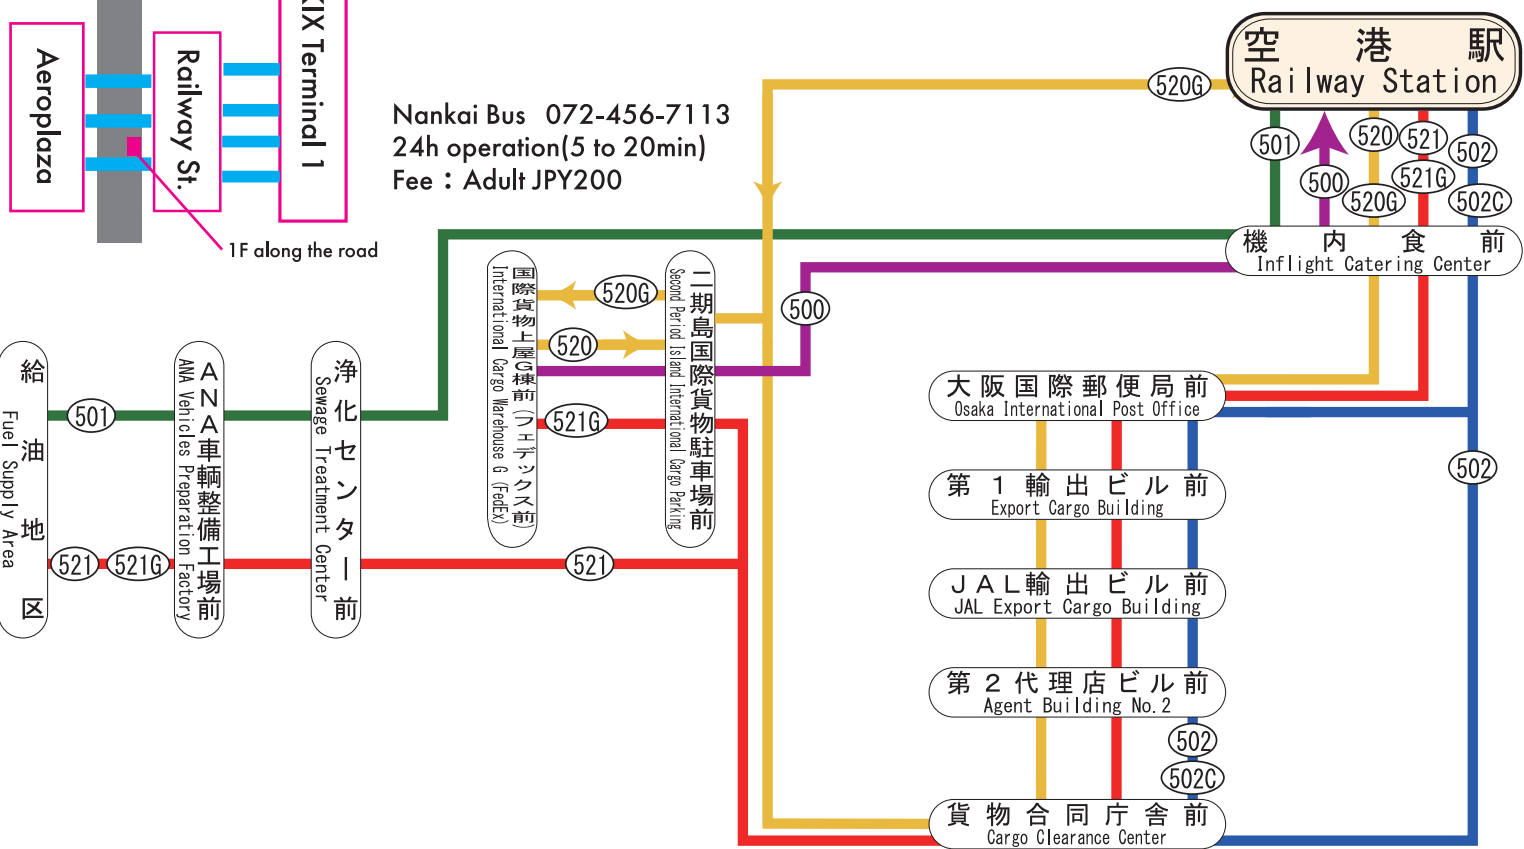 KIX Terminal 1
Railway St.
Aeroplaza
1F along the road
Nankai Bus 072-456-7113
24h operation(5 to 20min)
Fee：Adult JPY200
空港駅
Railway Station
520G
501
500
520
520G
521
521G
502
502C
機内食前
Inflight Catering Center
500
502
国際貨物上屋G棟前（フェデックス前）
International Cargo Warehouse G (FedEx)
520G
520
521G
二期島国際貨物駐車場前
Second Period Island International Cargo Parking
給油地区
Fuel Supply Area
501
521
521G
ANA車輌整備工場前
ANA Vehicles Preparation Factory
浄化センター前
Sewage Treatment Center
521
大阪国際郵便局前
Osaka International Post Office
第1輸出ビル前
Export Cargo Building
JAL輸出ビル前
JAL Export Cargo Building
第2代理店ビル前
Agent Building No.2
502
502C
貨物合同庁舎前
Cargo Clearance Center